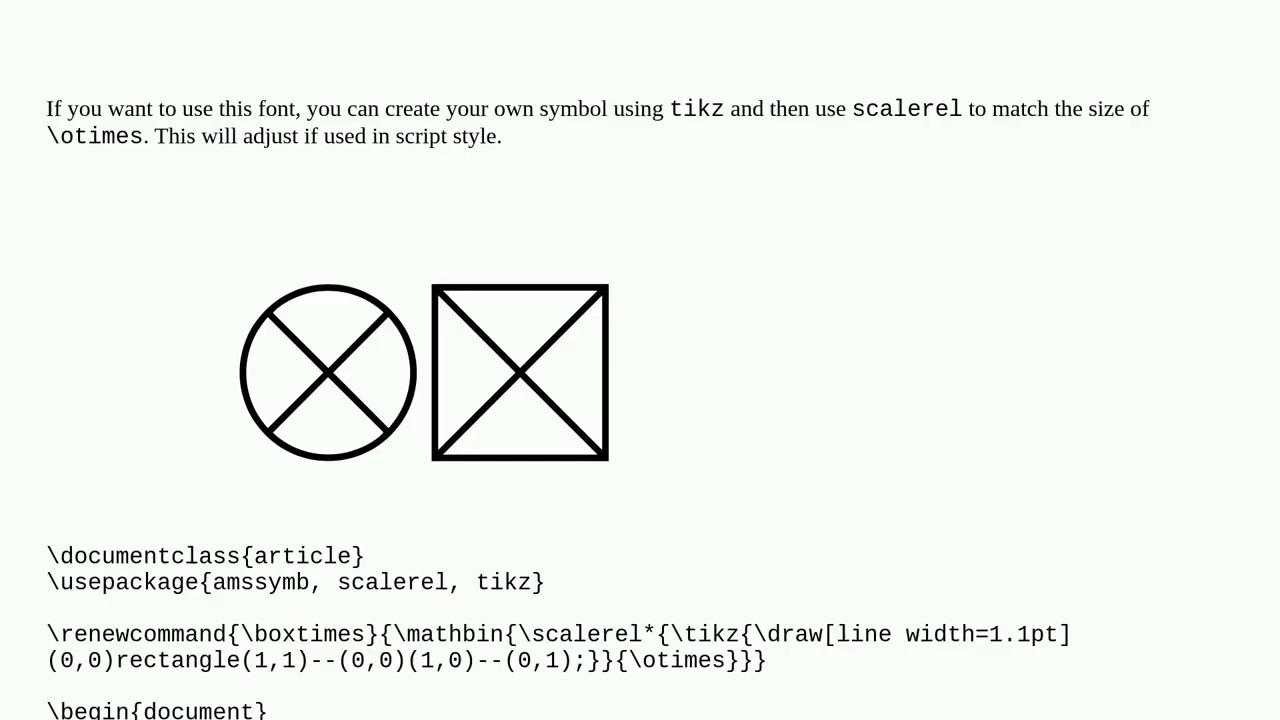 If you want to use this font, you can create your own symbol using tikz and then use scalerel to match the size of
\otimes. This will adjust if used in script style.
\documentclass{article}
\usepackage{amssymb, scalerel, tikz}
\renewcommand{\boxtimes}{\mathbin{\scalerel*{\tikz{\draw[line width=1.1pt]
(0,0)rectangle(1,1)--(0,0)(1,0)--(0,1);}}{\otimes}}}
\begin{document}